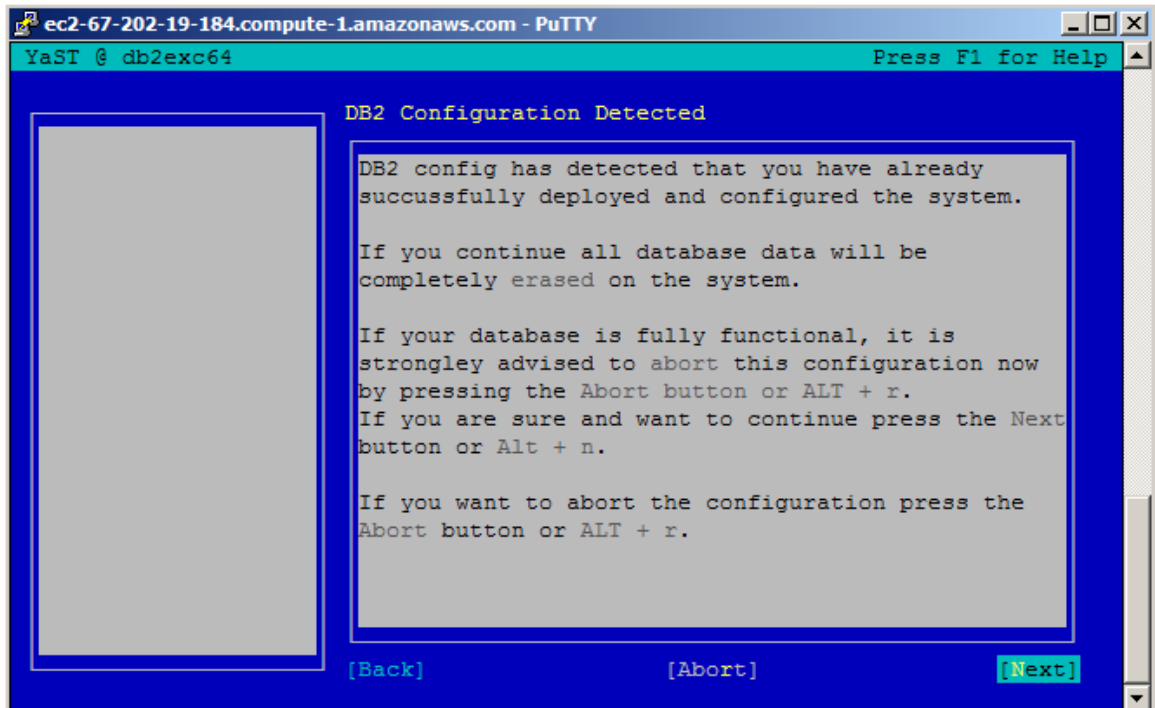 ec2-67-202-19-184.compute-1.amazonaws.com - PuTTY
YaST @ db2exc64 Press F1 for Help
DB2 Configuration Detected
DB2 config has detected that you have already
succussfully deployed and configured the system.
If you continue all database data will be
completely erased on the system.
If your database is fully functional, it is
strongley advised to abort this configuration now
by pressing the Abort button or ALT + r.
If you are sure and want to continue press the Next
button or Alt + n.
If you want to abort the configuration press the
Abort button or ALT + r.
[Back] [Abort] [Next]